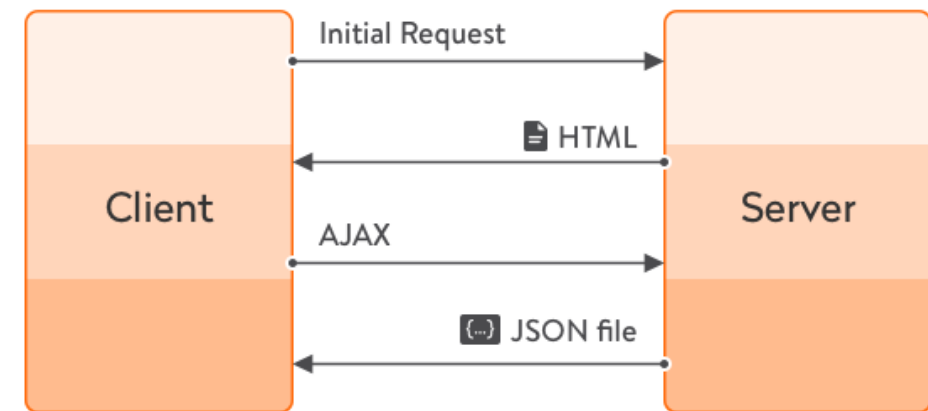 Initial Request
HTML
Client
Server
AJAX
{...} JSON file